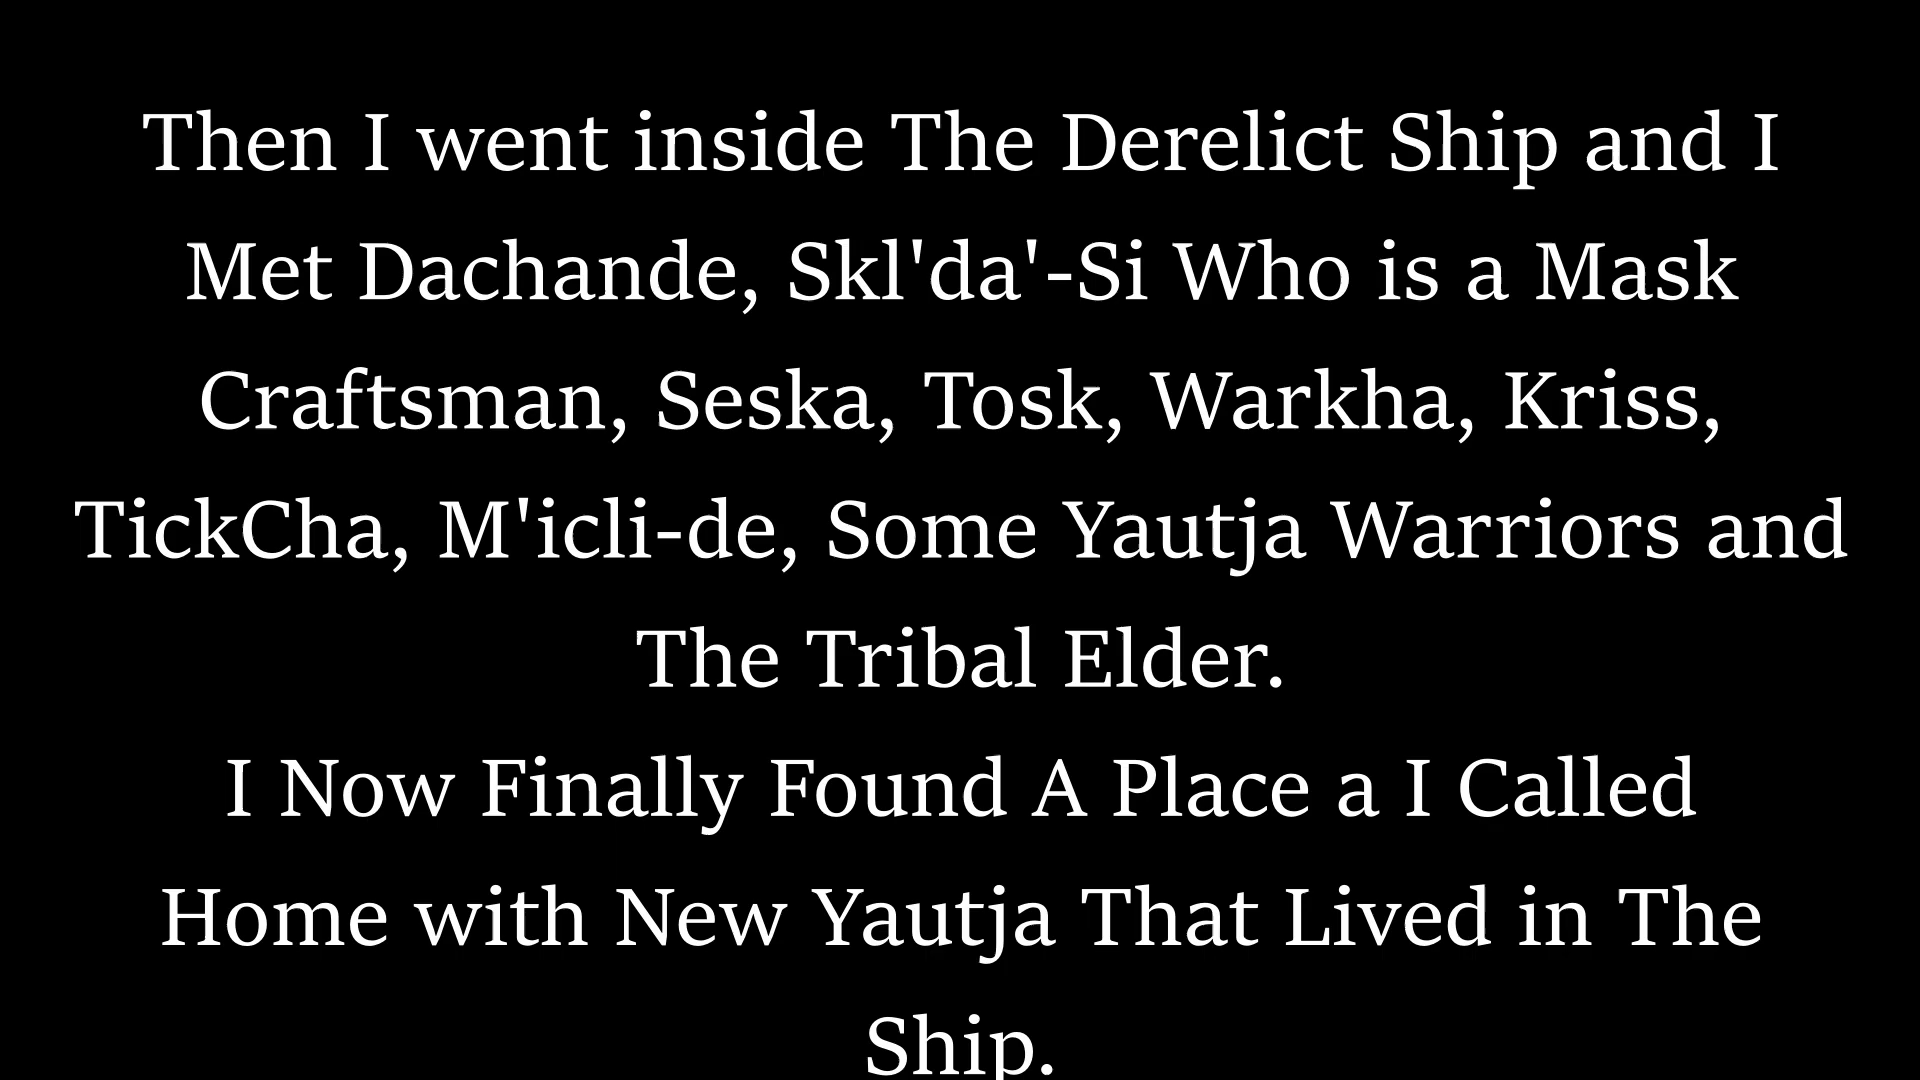 Then I went inside The Derelict Ship and I
Met Dachande, Skl'da'-Si Who is a Mask
Craftsman, Seska, Tosk, Warkha, Kriss,
TickCha, M'icli-de, Some Yautja Warriors and
The Tribal Elder.
I Now Finally Found A Place a I Called
Home with New Yautja That Lived in The
Ship.